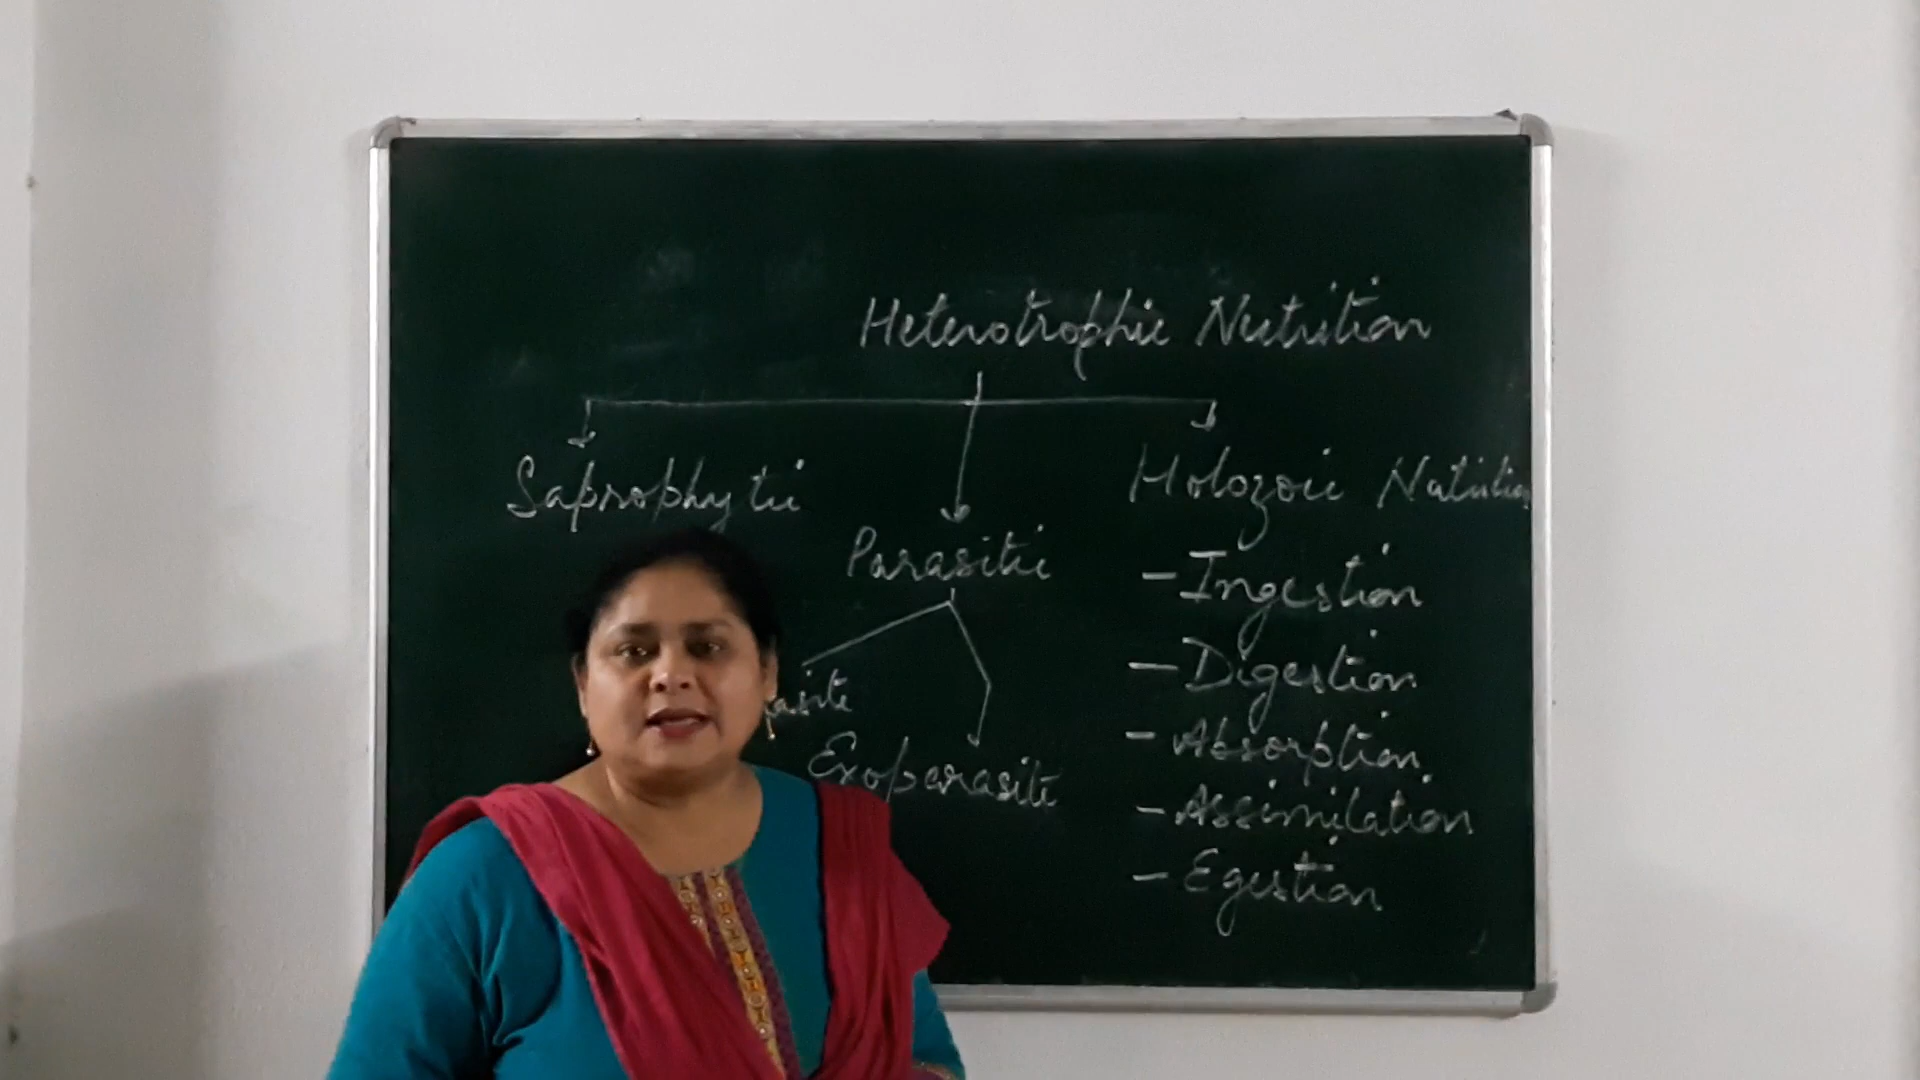 Heterotrophic Nutrition
Saprophytic
Parasitic
Exoparasite
Holozoic Nutrition
- Ingestion
- Digestion
- Absorption
- Assimilation
- Egestion